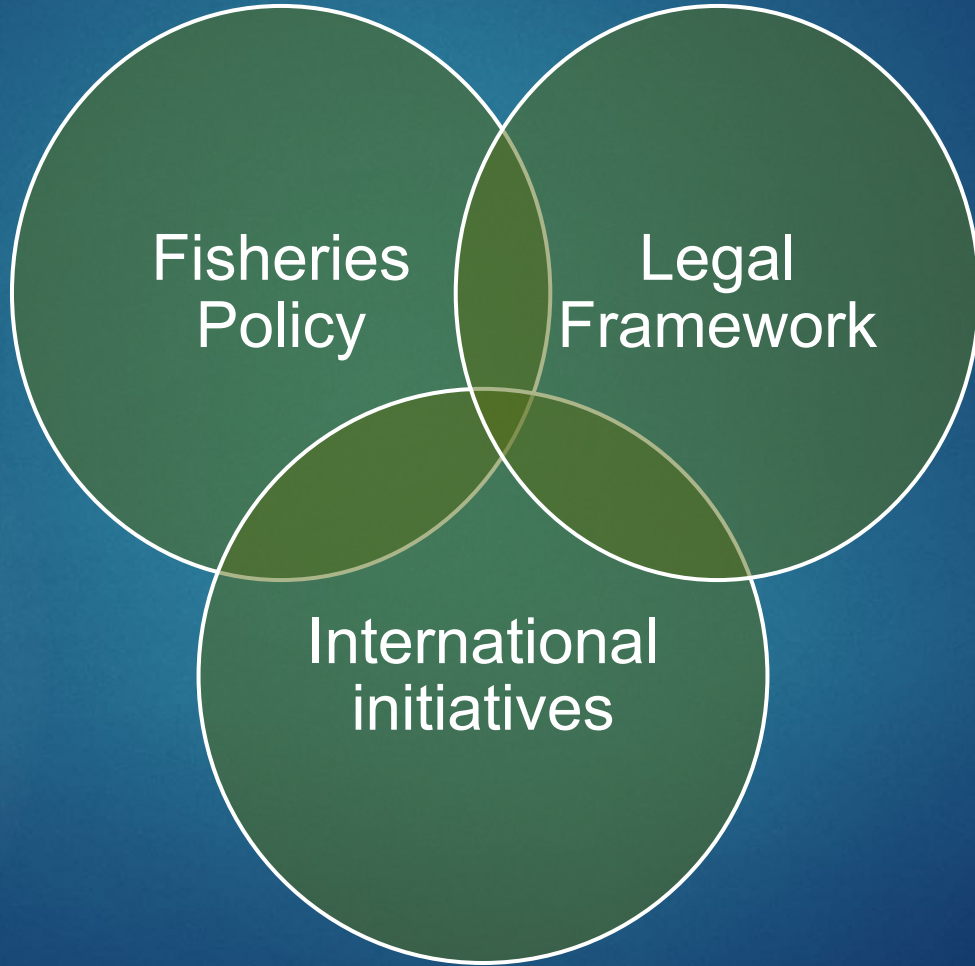 Fisheries
Policy
Legal
Framework
International
initiatives